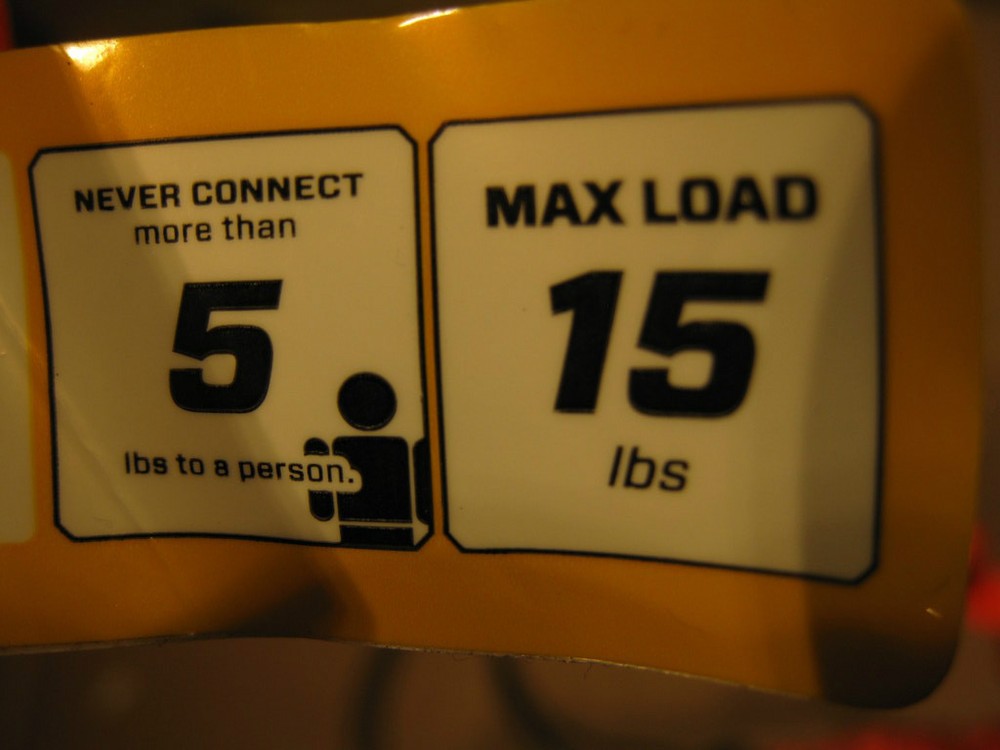 NEVER CONNECT
more than
5
lbs to a person.
MAX LOAD
15
lbs